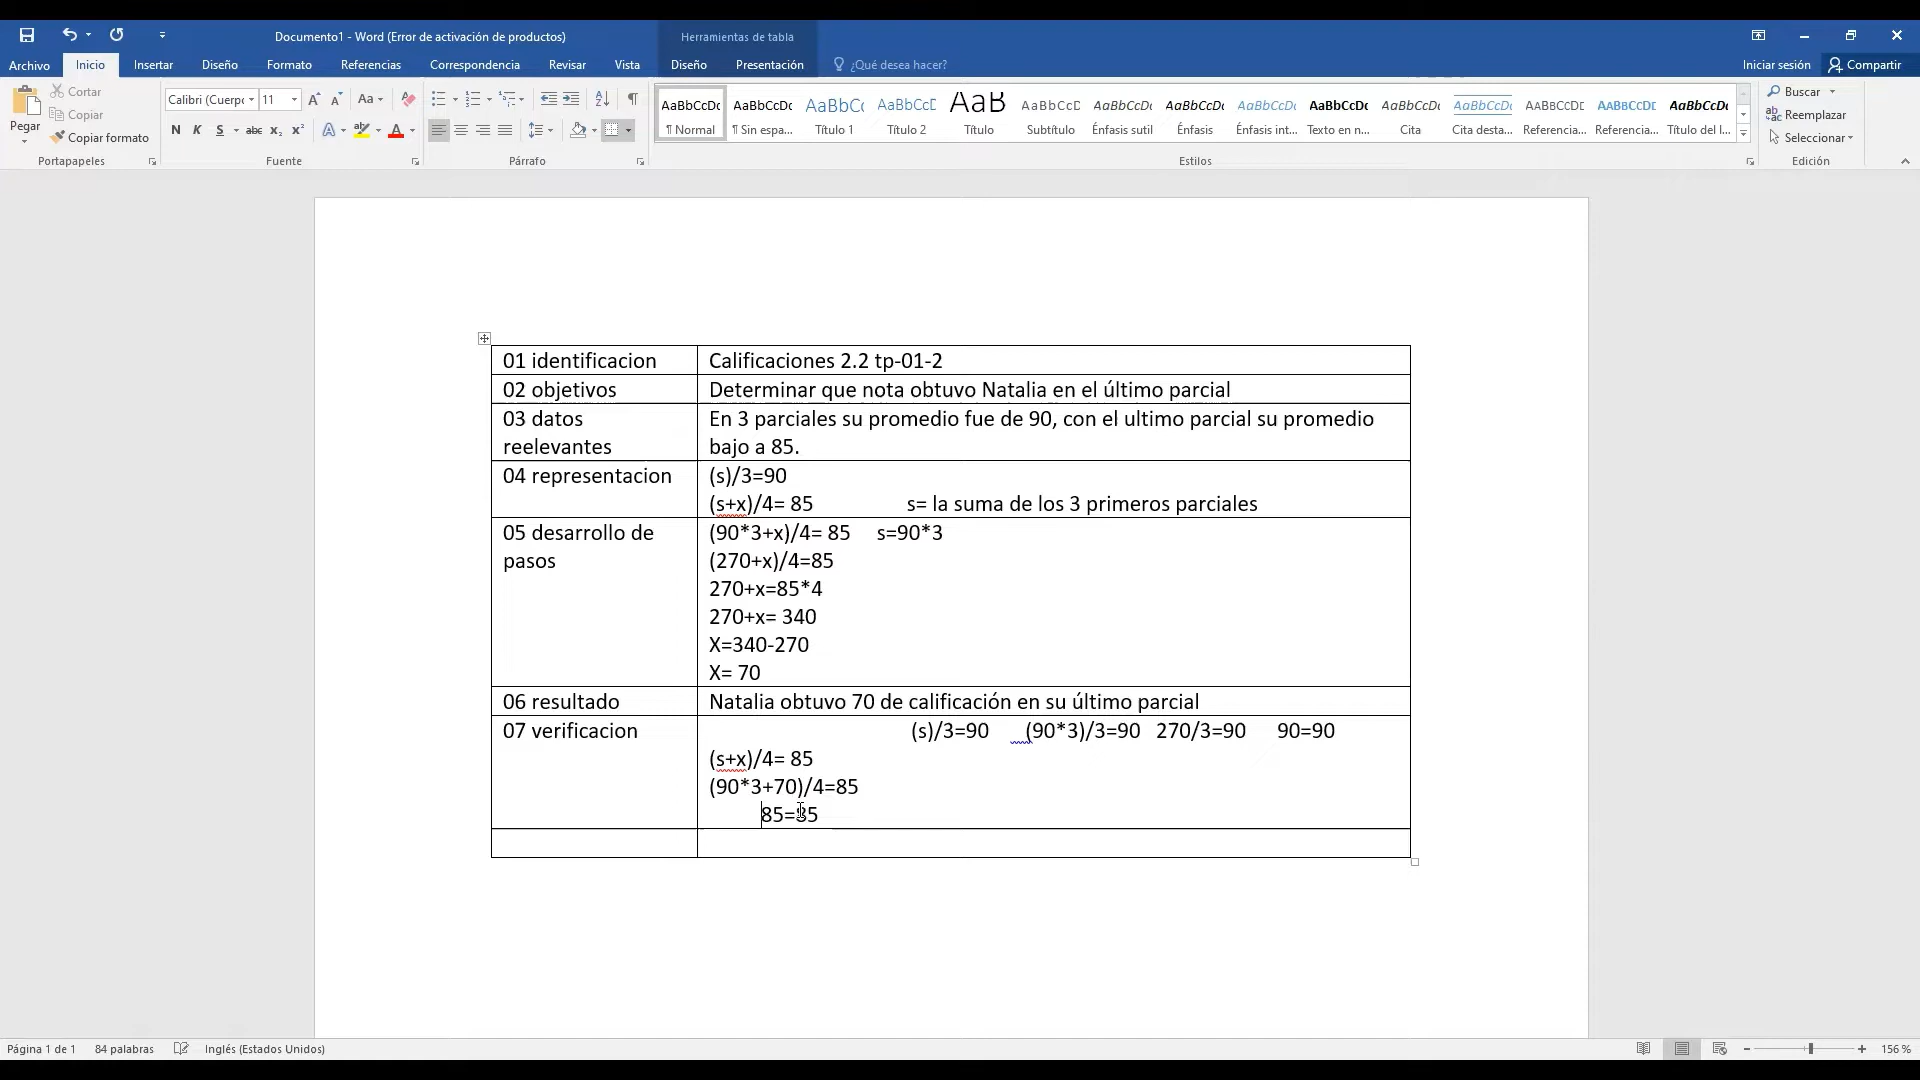 Documento1 - Word (Error de activación de productos)
Herramientas de tabla
Archivo Inicio Insertar Diseño Formato Referencias Correspondencia Revisar Vista Diseño Presentación ¿Qué desea hacer? Iniciar sesión Compartir
Pegar
Cortar
Copiar
Copiar formato
Portapapeles
Calibri (Cuerpo 11
N K S abc x₂ x²
Fuente
Párrafo
AaBbCcDc AaBbCcDc AaBbCc AaBbCcD AaB AaBbCcD AaBbCcDc AaBbCcDc AaBbCcDc AaBbCcDc AaBbCcDc AaBbCcDc AABBCCDD AABBCCDD AaBbCcDc
¶ Normal ¶ Sin espa... Título 1 Título 2 Título Subtítulo Énfasis sutil Énfasis Énfasis int... Texto en n... Cita Cita desta... Referencia... Referencia... Título del l...
Estilos
Buscar
Reemplazar
Seleccionar
Edición
01 identificacion Calificaciones 2.2 tp-01-2
02 objetivos Determinar que nota obtuvo Natalia en el último parcial
03 datos reelevantes En 3 parciales su promedio fue de 90, con el ultimo parcial su promedio
bajo a 85.
04 representacion (s)/3=90
(s+x)/4= 85 s= la suma de los 3 primeros parciales
05 desarrollo de pasos (90*3+x)/4= 85 s=90*3
(270+x)/4=85
270+x=85*4
270+x= 340
X=340-270
X= 70
06 resultado Natalia obtuvo 70 de calificación en su último parcial
07 verificacion (s)/3=90 (90*3)/3=90 270/3=90 90=90
(s+x)/4= 85
(90*3+70)/4=85
85=85
Página 1 de 1 84 palabras Inglés (Estados Unidos) 156 %